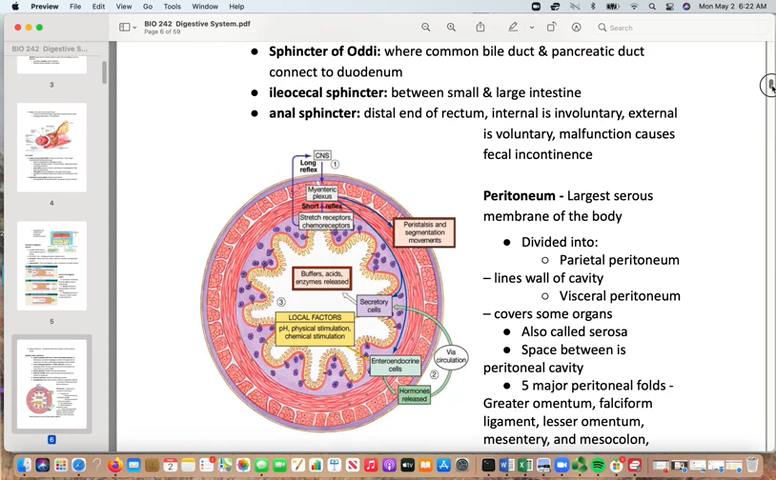 Preview File Edit View Go Tools Window Help
Mon May 2 6:22 AM
BIO 242 Digestive System.pdf
Page 6 of 59
Search
BIO 242 Digestive S...
3
4
5
6
● Sphincter of Oddi: where common bile duct & pancreatic duct
connect to duodenum
● ileocecal sphincter: between small & large intestine
● anal sphincter: distal end of rectum, internal is involuntary, external
is voluntary, malfunction causes
fecal incontinence
CNS
1
Long
reflex
Myenteric
plexus
Short reflex
Stretch receptors,
chemoreceptors
Peristalsis and
segmentation
movements
Buffers, acids,
enzymes released
3
Secretory
cells
LOCAL FACTORS
pH, physical stimulation,
chemical stimulation
Enteroendocrine
cells
Via
circulation
2
Hormones
released
Peritoneum - Largest serous
membrane of the body
● Divided into:
○ Parietal peritoneum
– lines wall of cavity
○ Visceral peritoneum
– covers some organs
● Also called serosa
● Space between is
peritoneal cavity
● 5 major peritoneal folds -
Greater omentum, falciform
ligament, lesser omentum,
mesentery, and mesocolon,